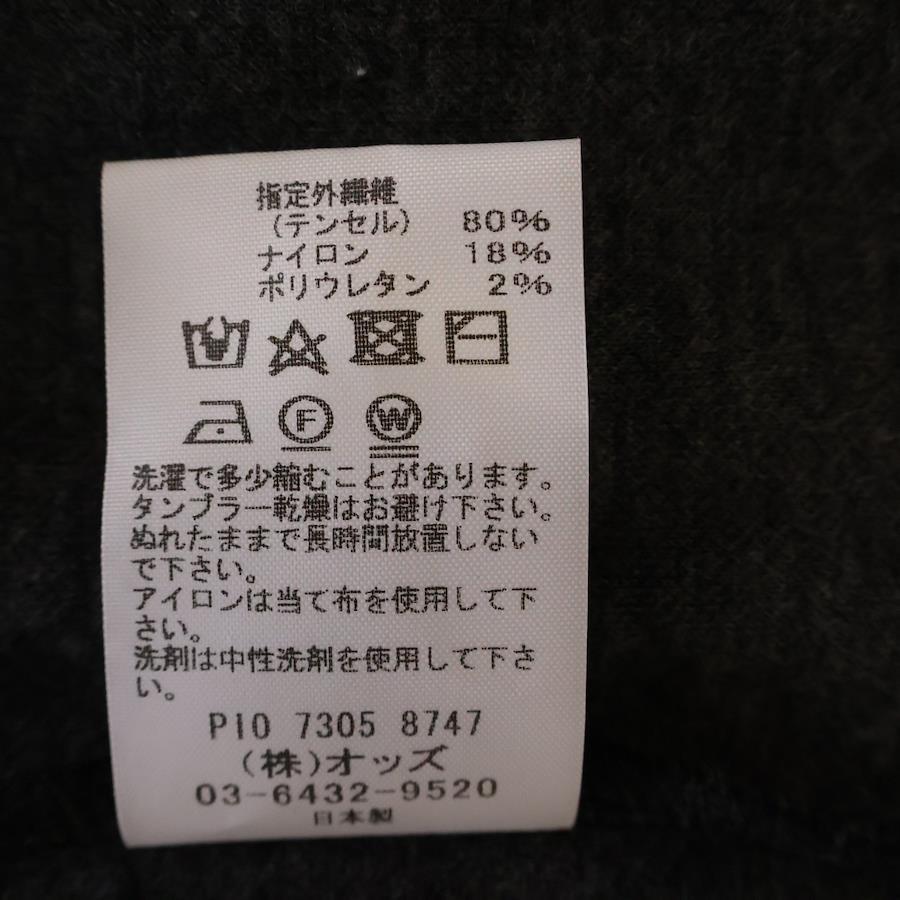 指定外繊維
(テンセル) 80%
ナイロン 18%
ポリウレタン 2%
F W
洗濯で多少縮むことがあります。
タンブラー乾燥はお避け下さい。
ぬれたままで長時間放置しない
で下さい。
アイロンは当て布を使用して下
さい。
洗剤は中性洗剤を使用して下さ
い。
PIO 7305 8747
(株)オッズ
03-6432-9520
日本製